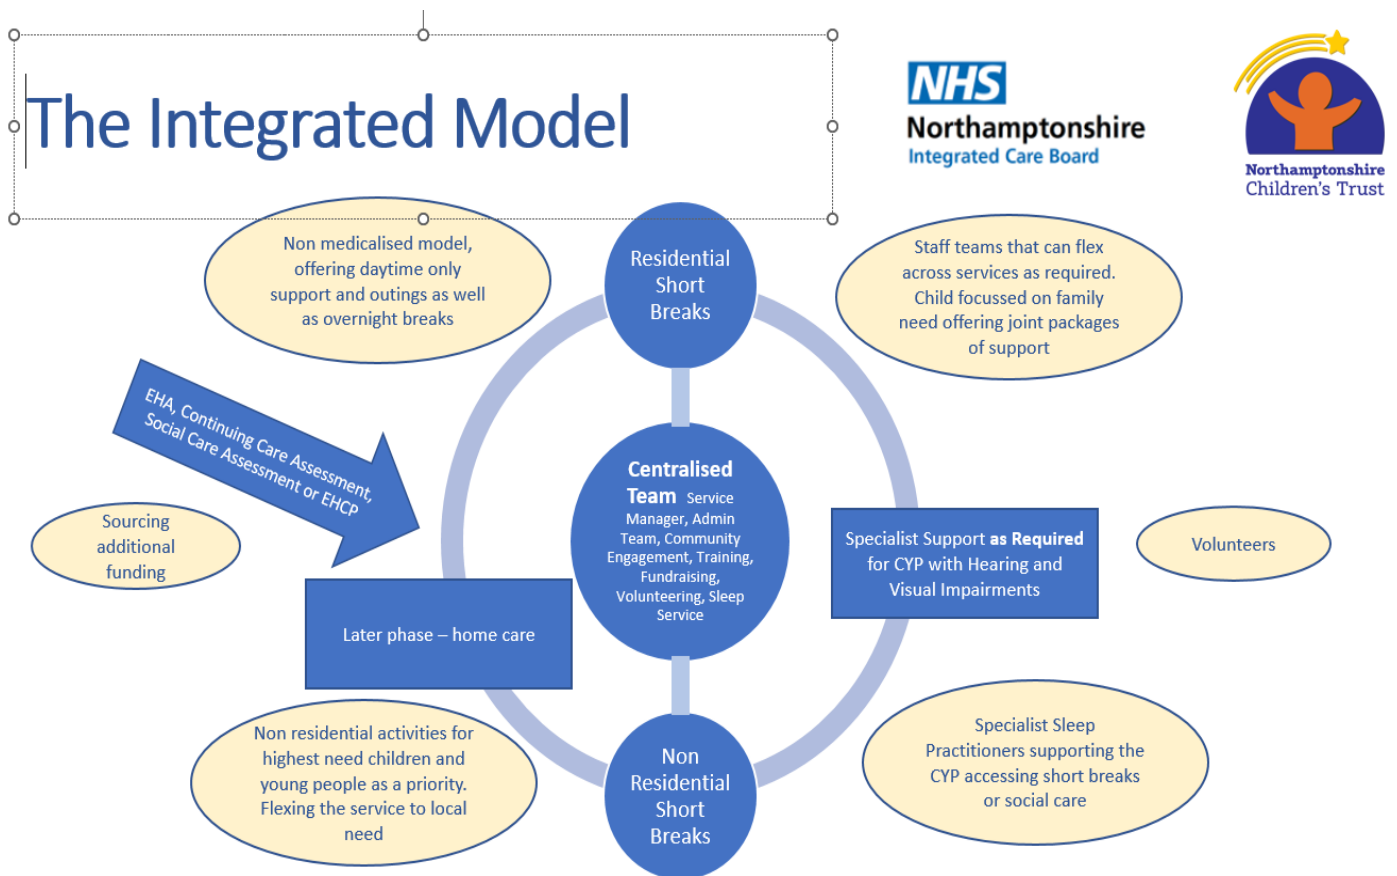 The Integrated Model
NHS
Northamptonshire
Integrated Care Board
Northamptonshire
Children's Trust
Non medicalised model,
offering daytime only
support and outings as well
as overnight breaks
Residential
Short
Breaks
Staff teams that can flex
across services as required.
Child focussed on family
need offering joint packages
of support
EHA, Continuing Care Assessment,
Social Care Assessment or EHCP
Sourcing
additional
funding
Centralised
Team Service
Manager, Admin
Team, Community
Engagement, Training,
Fundraising,
Volunteering, Sleep
Service
Specialist Support as Required
for CYP with Hearing and
Visual Impairments
Volunteers
Later phase – home care
Non residential activities for
highest need children and
young people as a priority.
Flexing the service to local
need
Non
Residential
Short
Breaks
Specialist Sleep
Practitioners supporting the
CYP accessing short breaks
or social care